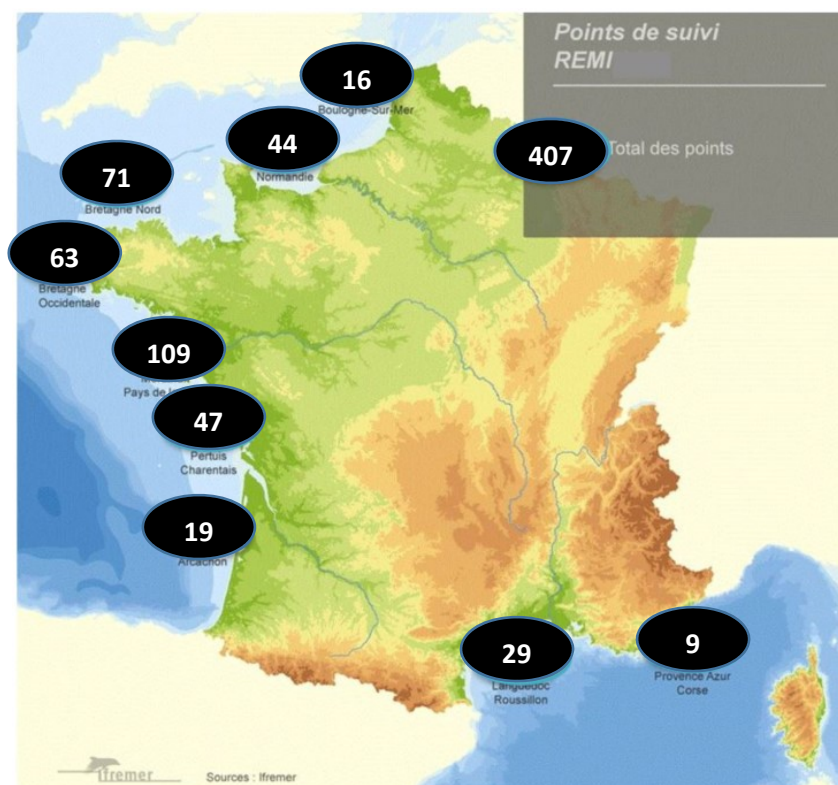 Points de suivi
REMI
407
Total des points
16
Boulogne-Sur-Mer
44
Normandie
71
Bretagne Nord
63
Bretagne
Occidentale
109
Pays de
47
Pertuis
Charentais
19
Arcachon
29
Languedoc
Roussillon
9
Provence Azur
Corse
Ifremer
Sources : Ifremer